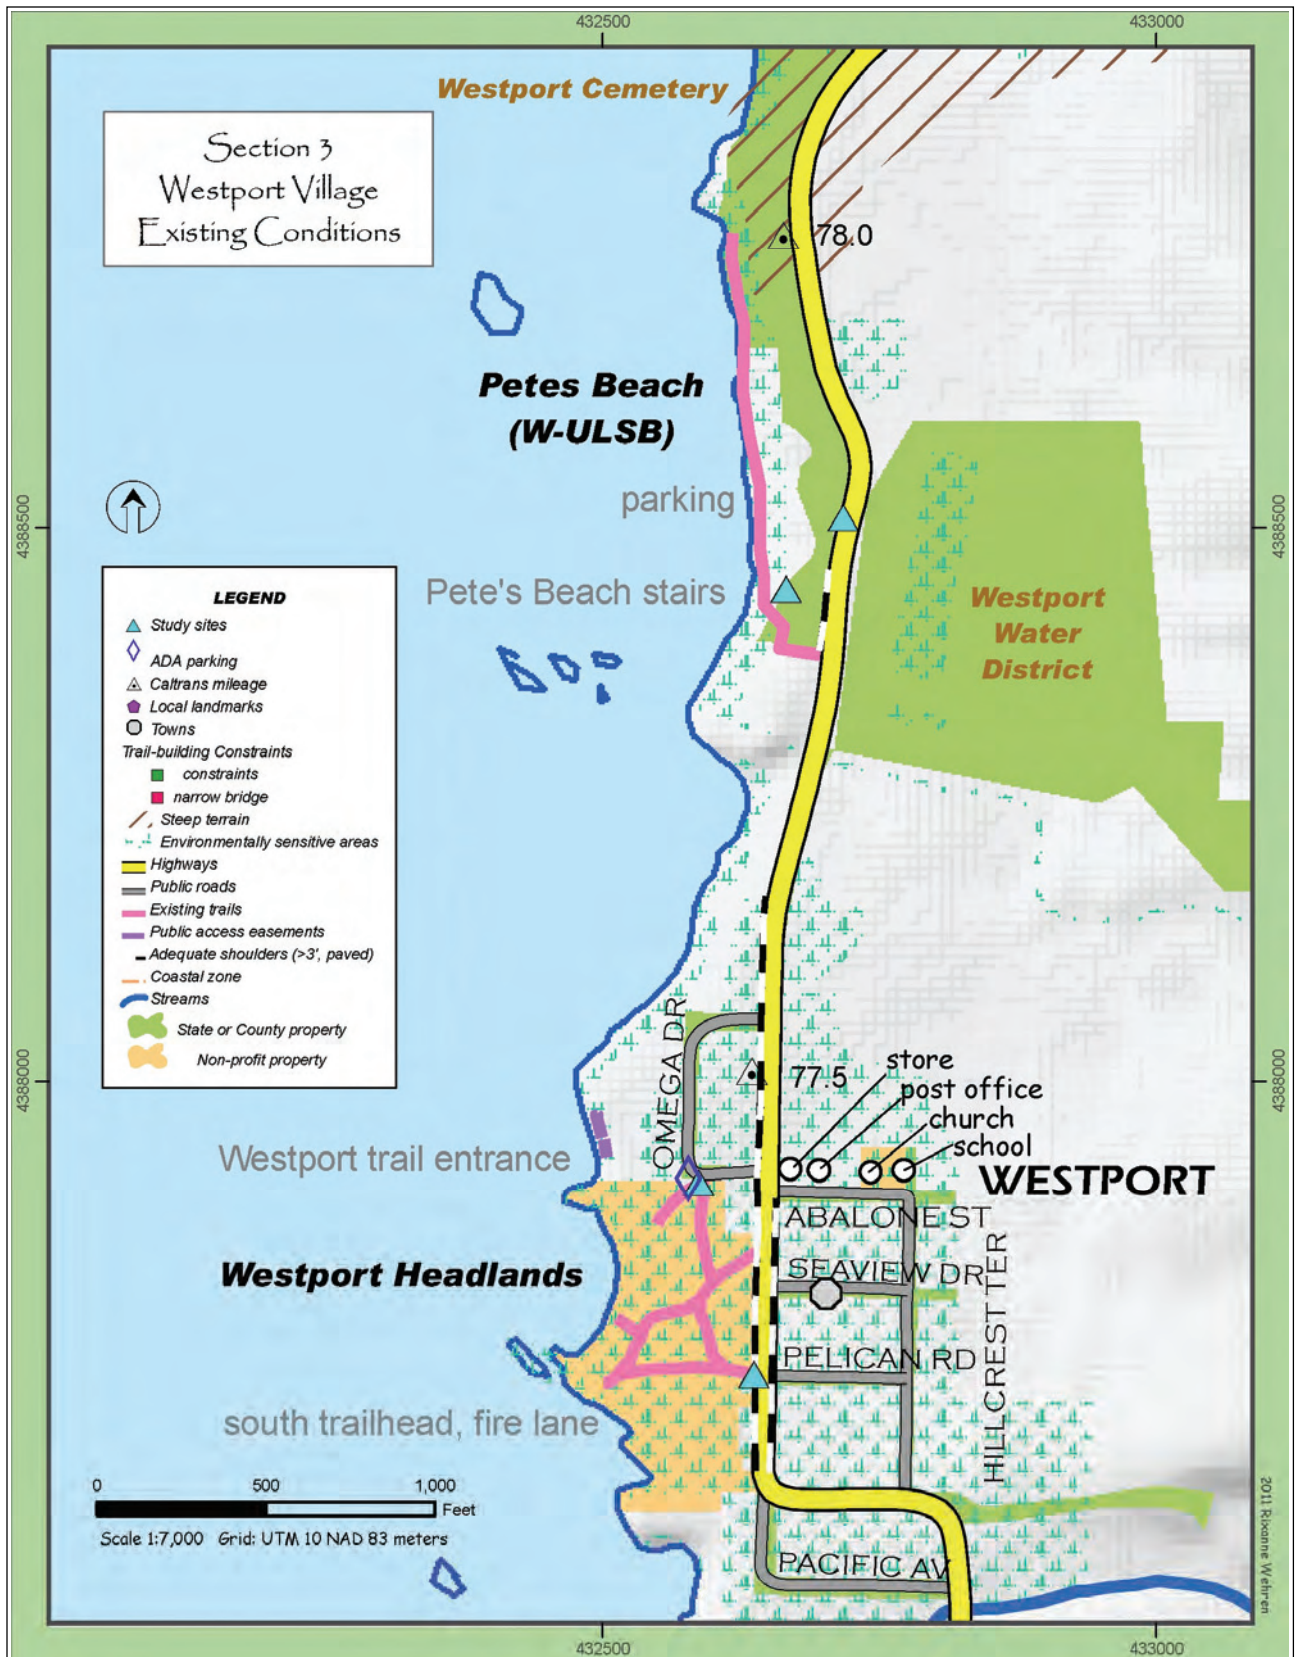 432500
433000
Westport Cemetery
Section 3
Westport Village
Existing Conditions
78.0
Petes Beach
(W-ULSB)
parking
4388500
4388500
Pete's Beach stairs
Westport
Water
District
LEGEND
Study sites
ADA parking
Caltrans mileage
Local landmarks
Towns
Trail-building Constraints
constraints
narrow bridge
Steep terrain
Environmentally sensitive areas
Highways
Public roads
Existing trails
Public access easements
Adequate shoulders (>3', paved)
Coastal zone
Streams
State or County property
Non-profit property
OMEGA DR
77.5
store
post office
church
school
4388000
4388000
Westport trail entrance
WESTPORT
ABALONE ST
Westport Headlands
SEAVIEW DR
HILLCREST TER
PELICAN RD
south trailhead, fire lane
0 500 1,000
Feet
Scale 1:7,000 Grid: UTM 10 NAD 83 meters
PACIFIC AV
2011 Rixanne Wehren
432500
433000